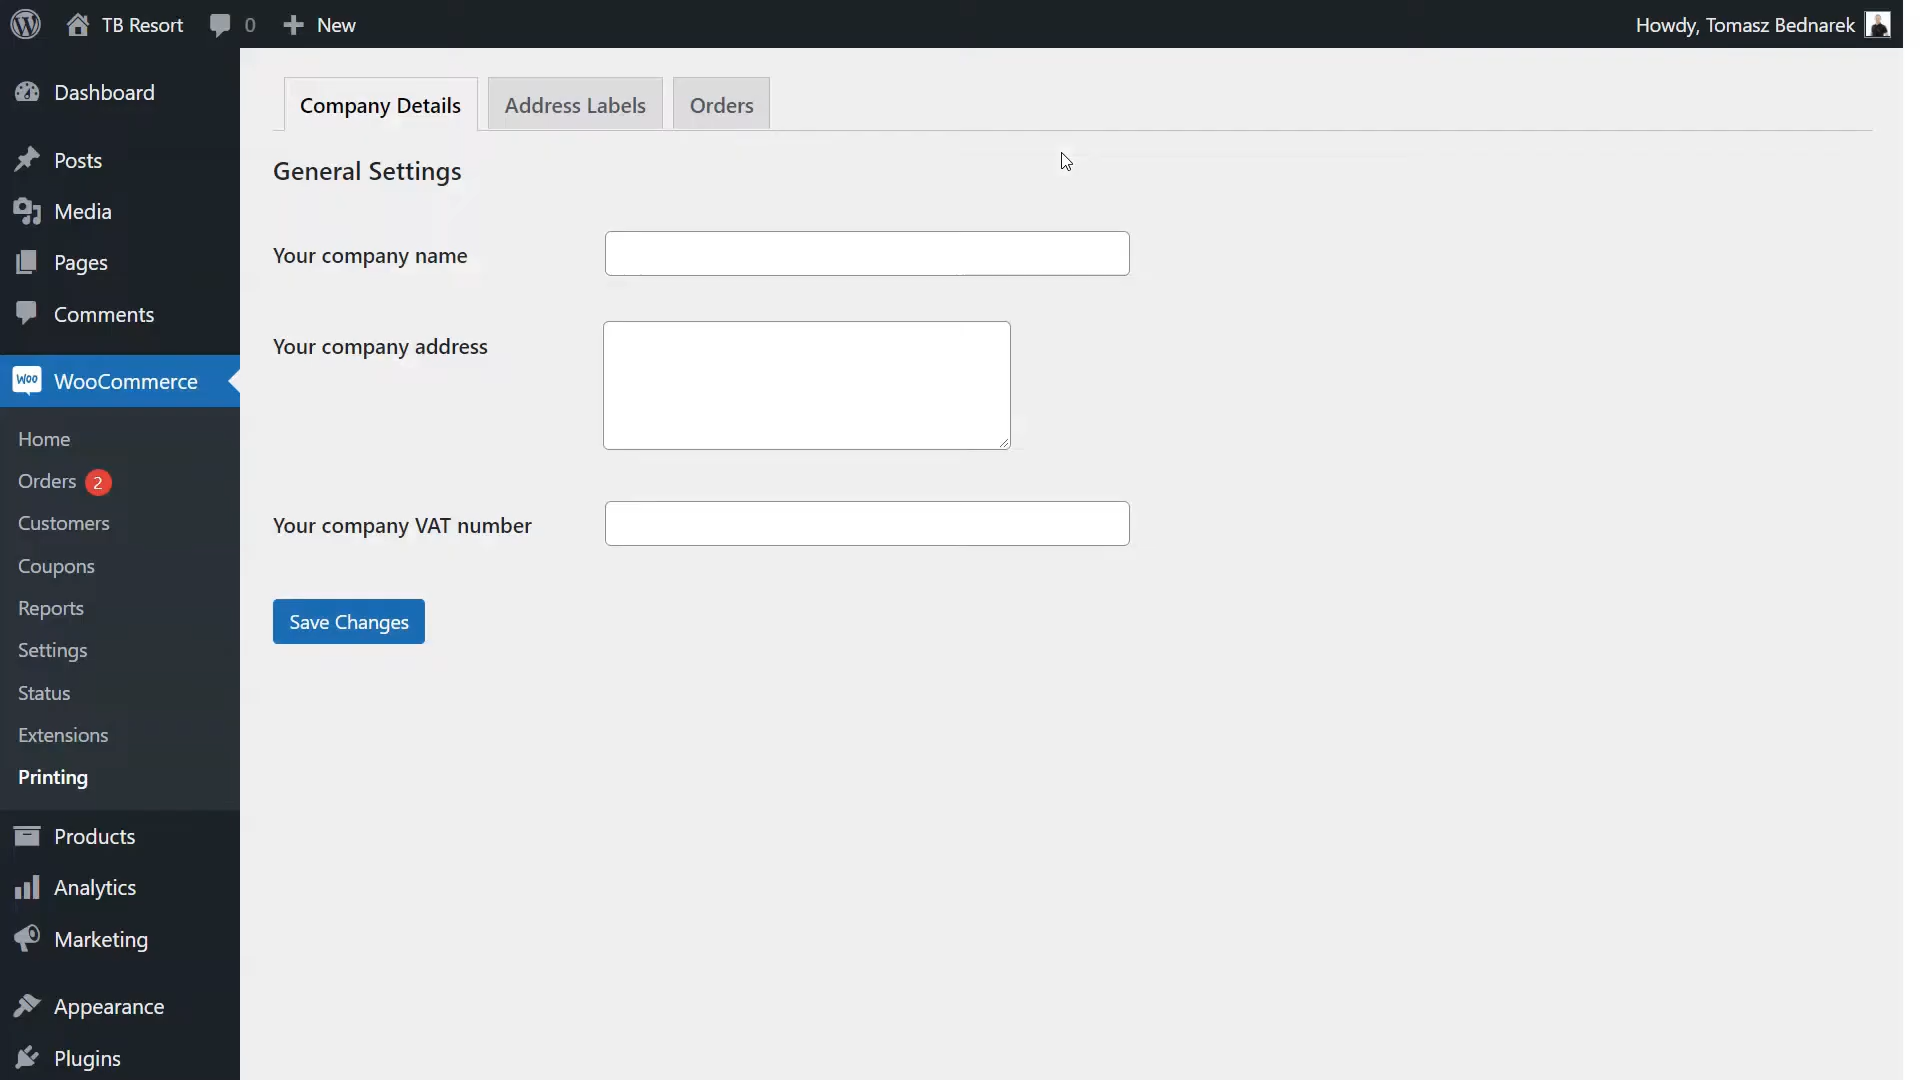 TB Resort 0 New Howdy, Tomasz Bednarek
Dashboard
Posts
Media
Pages
Comments
Woo WooCommerce
Home
Orders 2
Customers
Coupons
Reports
Settings
Status
Extensions
Printing
Products
Analytics
Marketing
Appearance
Plugins
Company Details Address Labels Orders
General Settings
Your company name
Your company address
Your company VAT number
Save Changes